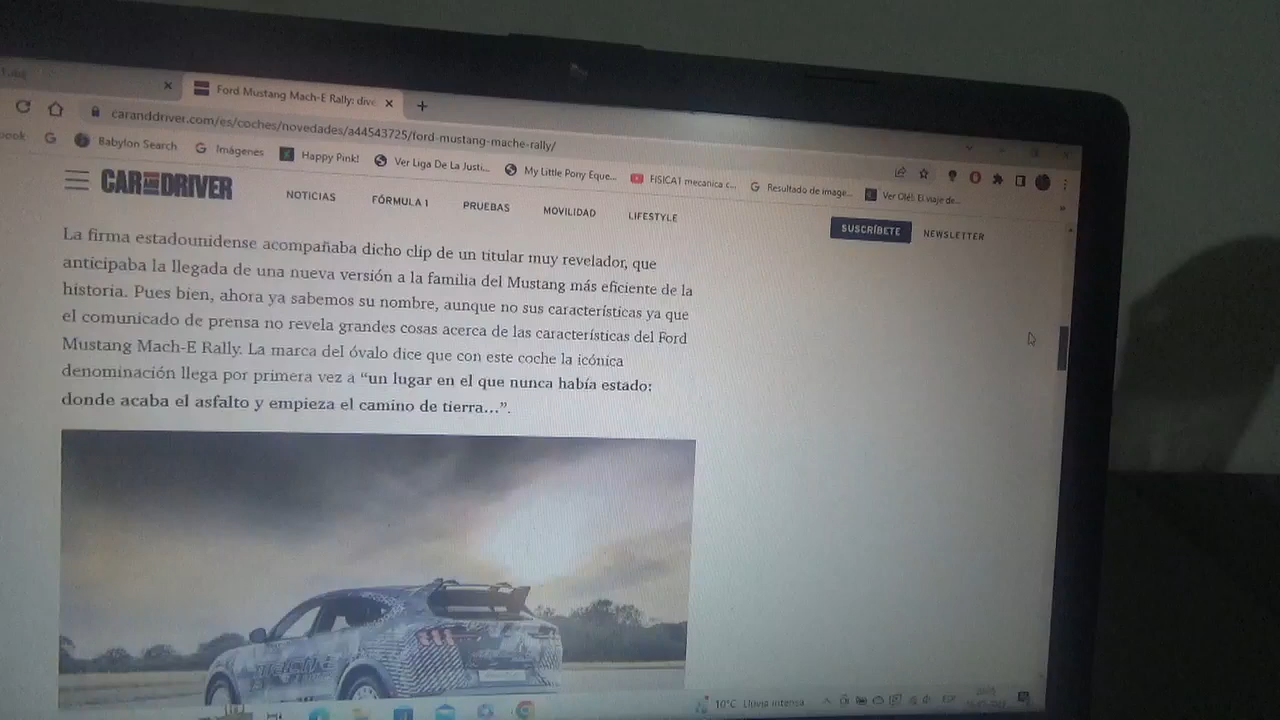 Ford Mustang Mach-E Rally: dive
caranddriver.com/es/coches/novedades/a44543725/ford-mustang-mache-rally/
Babylon Search
Imágenes
Happy Pink!
Ver Liga De La Justi...
My Little Pony Eque...
FISICA1 mecanica c...
Resultado de image...
Ver Olé!: El viaje de...
CAR AND DRIVER
NOTICIAS
FÓRMULA 1
PRUEBAS
MOVILIDAD
LIFESTYLE
SUSCRÍBETE
NEWSLETTER
La firma estadounidense acompañaba dicho clip de un titular muy revelador, que
anticipaba la llegada de una nueva versión a la familia del Mustang más eficiente de la
historia. Pues bien, ahora ya sabemos su nombre, aunque no sus características ya que
el comunicado de prensa no revela grandes cosas acerca de las características del Ford
Mustang Mach-E Rally. La marca del óvalo dice que con este coche la icónica
denominación llega por primera vez a “un lugar en el que nunca había estado:
donde acaba el asfalto y empieza el camino de tierra...”.
10°C Lluvia intensa
ESP